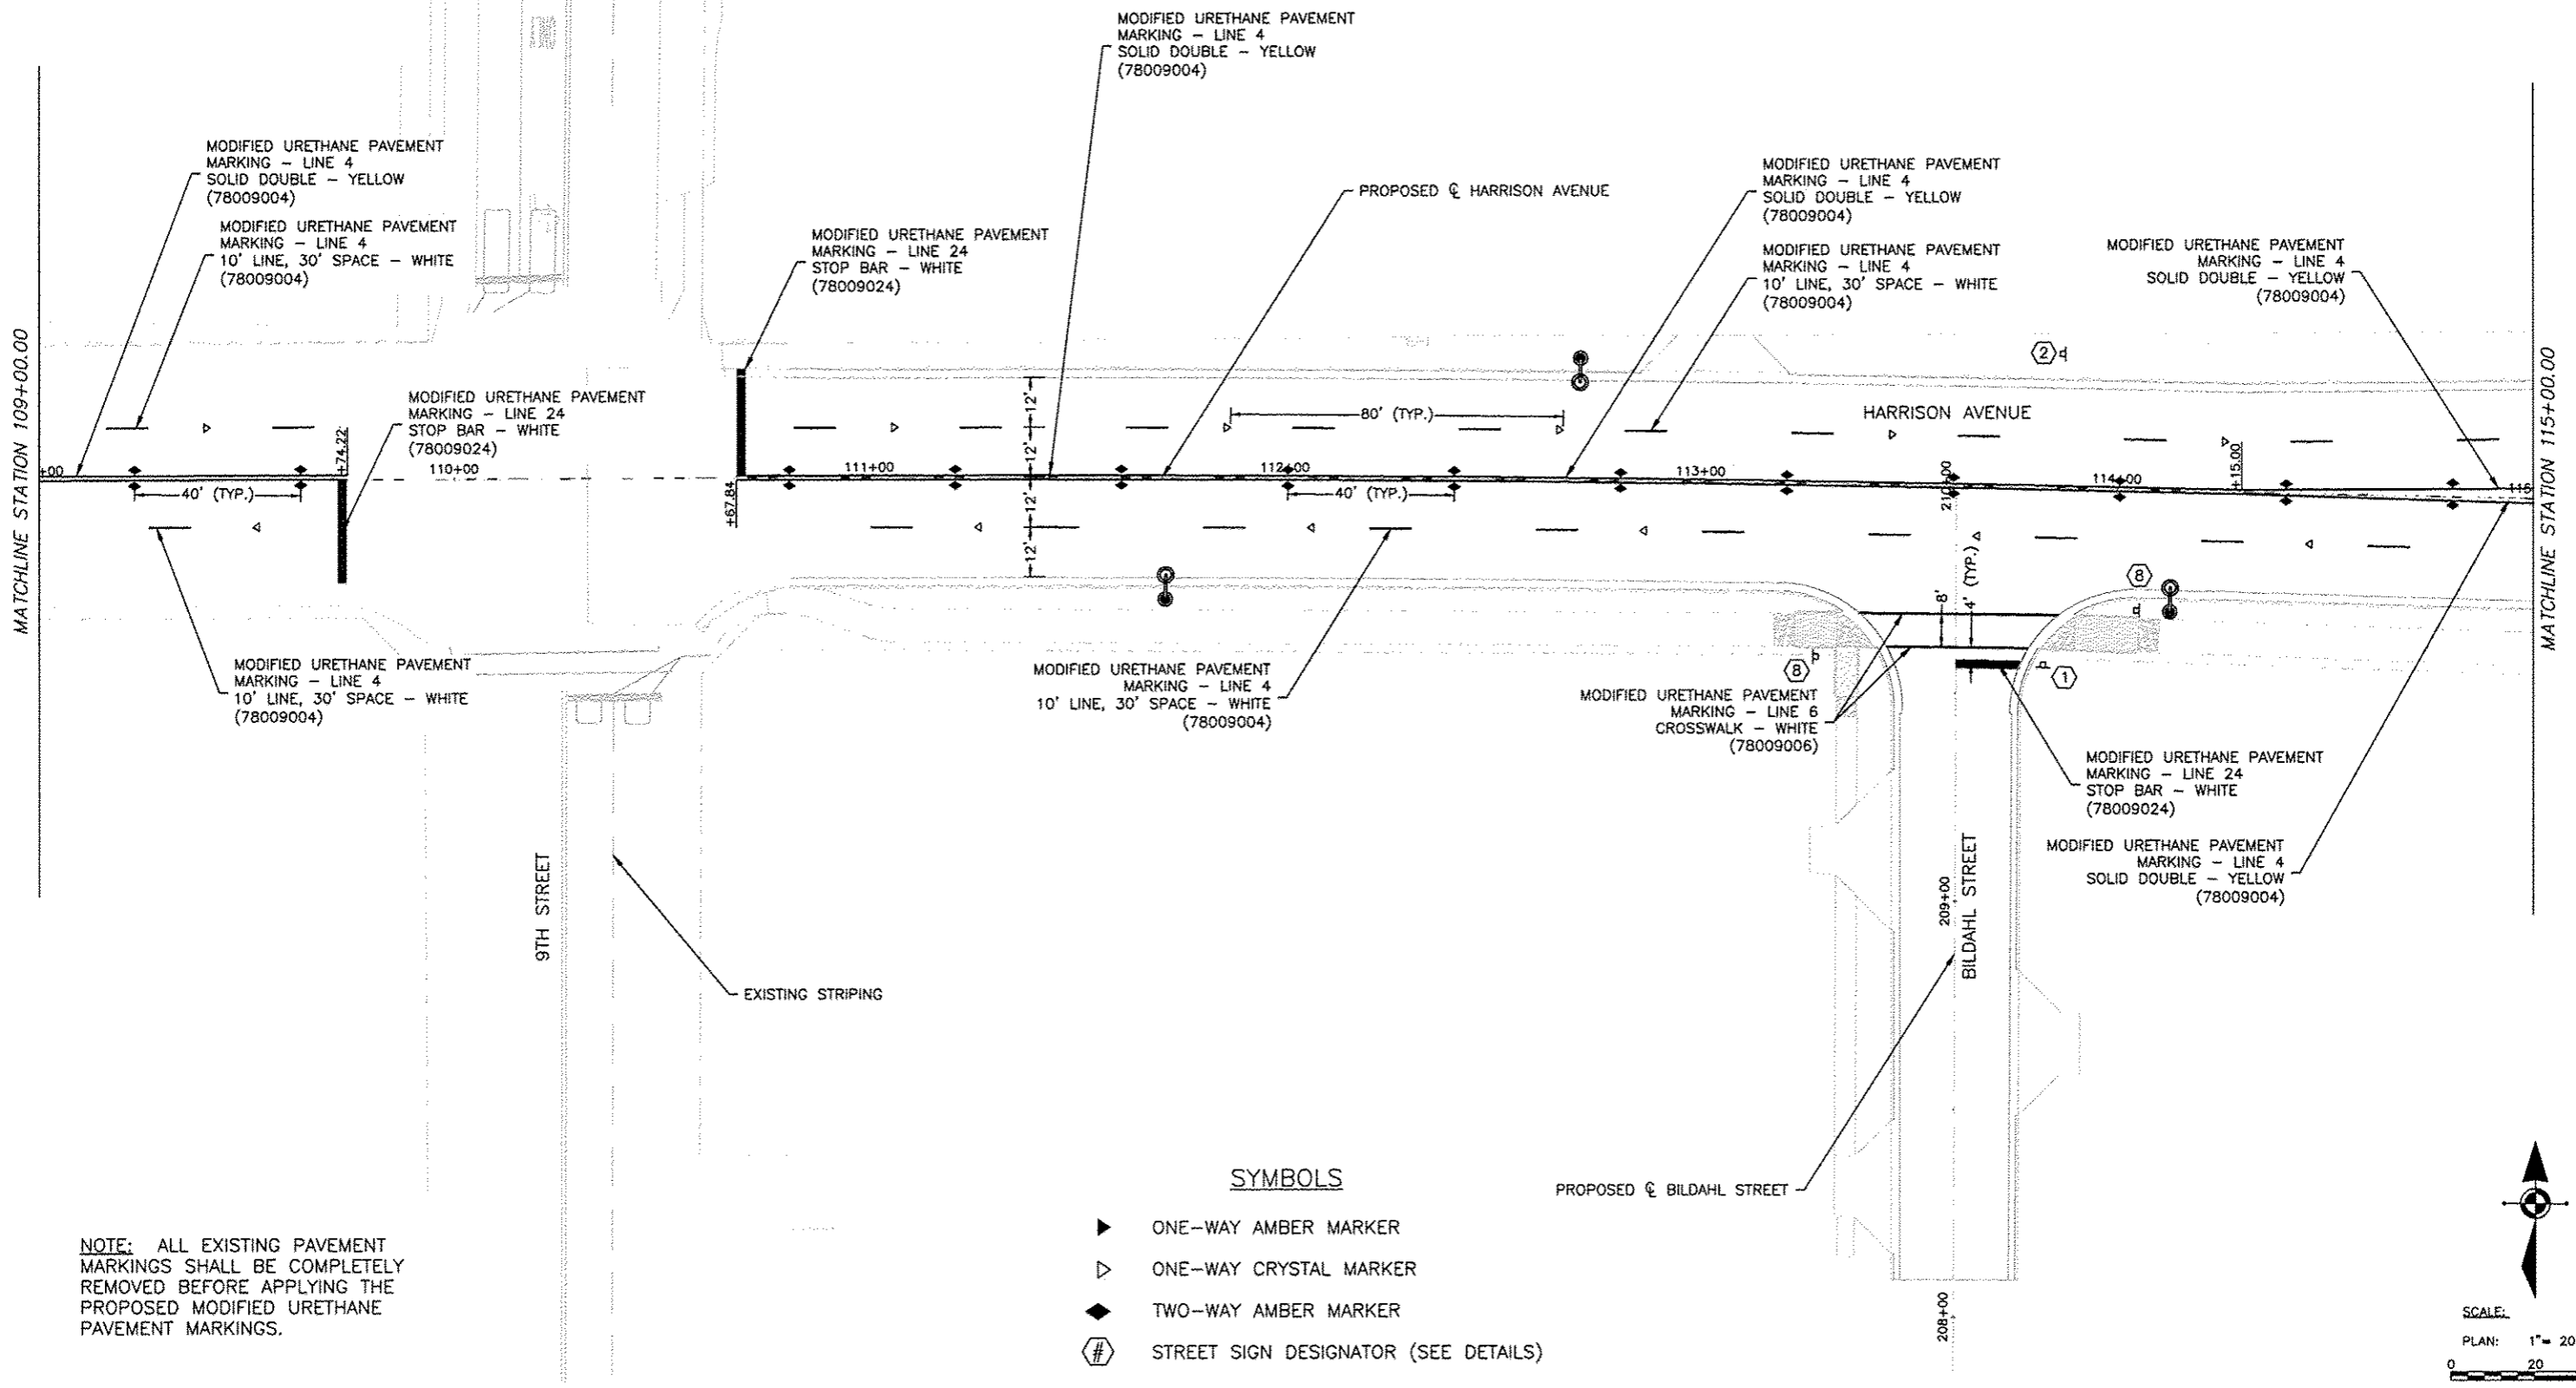 MODIFIED URETHANE PAVEMENT
MARKING – LINE 4
SOLID DOUBLE – YELLOW
(78009004)
MODIFIED URETHANE PAVEMENT
MARKING – LINE 4
SOLID DOUBLE – YELLOW
(78009004)
MODIFIED URETHANE PAVEMENT
MARKING – LINE 4
10' LINE, 30' SPACE – WHITE
(78009004)
MODIFIED URETHANE PAVEMENT
MARKING – LINE 24
STOP BAR – WHITE
(78009024)
PROPOSED ℄ HARRISON AVENUE
MODIFIED URETHANE PAVEMENT
MARKING – LINE 4
SOLID DOUBLE – YELLOW
(78009004)
MODIFIED URETHANE PAVEMENT
MARKING – LINE 4
10' LINE, 30' SPACE – WHITE
(78009004)
MODIFIED URETHANE PAVEMENT
MARKING – LINE 4
SOLID DOUBLE – YELLOW
(78009004)
MATCHLINE STATION 109+00.00
MODIFIED URETHANE PAVEMENT
MARKING – LINE 24
STOP BAR – WHITE
(78009024)
2
HARRISON AVENUE
80' (TYP.)
12'
12'
12'
12'
+00
40' (TYP.)
+74.22
110+00
+67.84
111+00
112+00
40' (TYP.)
113+00
210+00
114+00
+15.00
115
MATCHLINE STATION 115+00.00
8'
4' (TYP.)
8
8
1
MODIFIED URETHANE PAVEMENT
MARKING – LINE 4
10' LINE, 30' SPACE – WHITE
(78009004)
MODIFIED URETHANE PAVEMENT
MARKING – LINE 4
10' LINE, 30' SPACE – WHITE
(78009004)
MODIFIED URETHANE PAVEMENT
MARKING – LINE 6
CROSSWALK – WHITE
(78009006)
MODIFIED URETHANE PAVEMENT
MARKING – LINE 24
STOP BAR – WHITE
(78009024)
MODIFIED URETHANE PAVEMENT
MARKING – LINE 4
SOLID DOUBLE – YELLOW
(78009004)
9TH STREET
EXISTING STRIPING
209+00
BILDAHL STREET
PROPOSED ℄ BILDAHL STREET
208+00
NOTE: ALL EXISTING PAVEMENT
MARKINGS SHALL BE COMPLETELY
REMOVED BEFORE APPLYING THE
PROPOSED MODIFIED URETHANE
PAVEMENT MARKINGS.
SYMBOLS
ONE-WAY AMBER MARKER
ONE-WAY CRYSTAL MARKER
TWO-WAY AMBER MARKER
# STREET SIGN DESIGNATOR (SEE DETAILS)
SCALE:
PLAN: 1"= 20
0 20